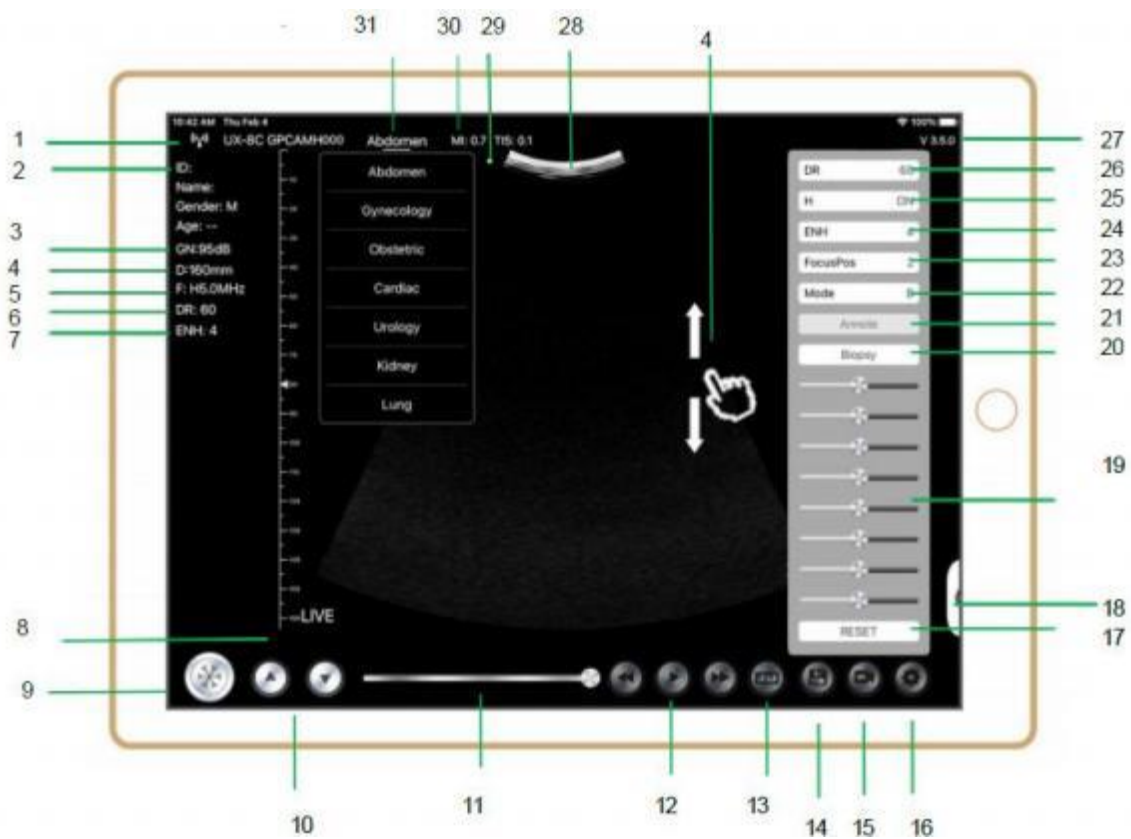 31 30 29 28 4
10:42 AM Thu Feb 4 100%
UX-8C GPCAMH000 Abdomen MI: 0.7 TIS: 0.1 V 3.5.0
1
2
3
4
5
6
7
8
9
ID:
Name:
Gender: M
Age: --
GN:95dB
D:160mm
F: H5.0MHz
DR: 60
ENH: 4
Abdomen
Gynecology
Obstetric
Cardiac
Urology
Kidney
Lung
LIVE
DR 60
H ON
ENH 4
FocusPos 2
Mode B
Annote
Biopsy
RESET
27
26
25
24
23
22
21
20
19
18
17
10 11 12 13 14 15 16